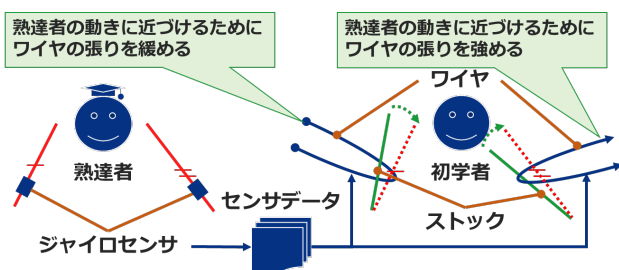 熟達者の動きに近づけるために
ワイヤの張りを緩める
熟達者の動きに近づけるために
ワイヤの張りを強める
ワイヤ
熟達者
初学者
センサデータ
ストック
ジャイロセンサ